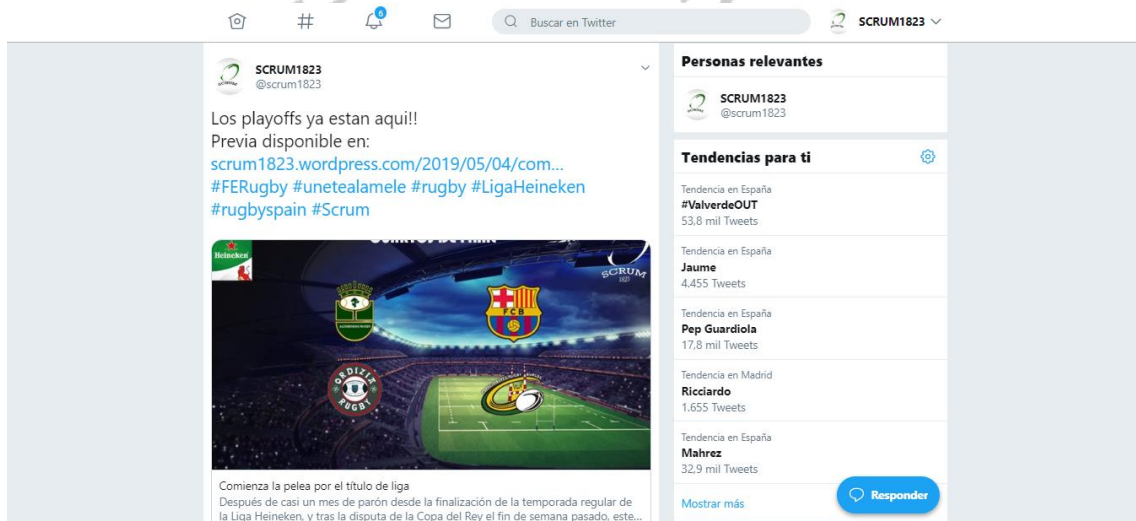 6
Buscar en Twitter
SCRUM1823
SCRUM1823
@scrum1823
Los playoffs ya estan aqui!!
Previa disponible en:
scrum1823.wordpress.com/2019/05/04/com...
#FERugby #unetealamele #rugby #LigaHeineken
#rugbyspain #Scrum
Heineken
SCRUM
1823
FCB
ORDIZIA
RUGBY
Comienza la pelea por el título de liga
Después de casi un mes de parón desde la finalización de la temporada regular de
la Liga Heineken, y tras la disputa de la Copa del Rey el fin de semana pasado, este...
Personas relevantes
SCRUM1823
@scrum1823
Tendencias para ti
Tendencia en España
#ValverdeOUT
53,8 mil Tweets
Tendencia en España
Jaume
4.455 Tweets
Tendencia en España
Pep Guardiola
17,8 mil Tweets
Tendencia en Madrid
Ricciardo
1.655 Tweets
Tendencia en España
Mahrez
32,9 mil Tweets
Mostrar más
Responder